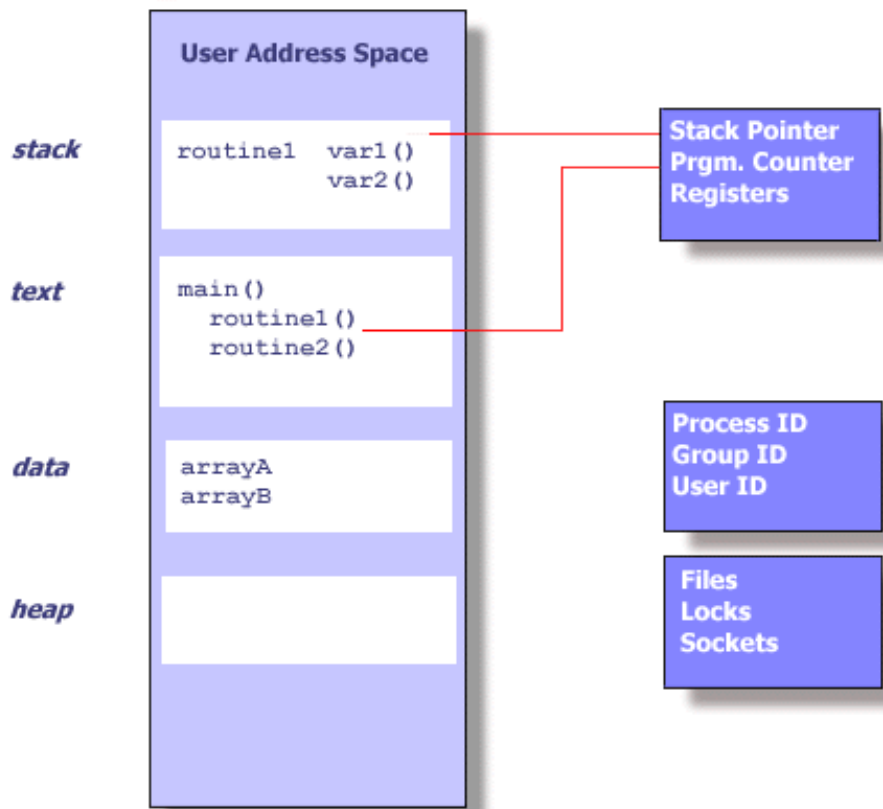 User Address Space
stack
routine1 var1()
var2()
text
main()
routine1()
routine2()
data
arrayA
arrayB
heap
Stack Pointer
Prgm. Counter
Registers
Process ID
Group ID
User ID
Files
Locks
Sockets